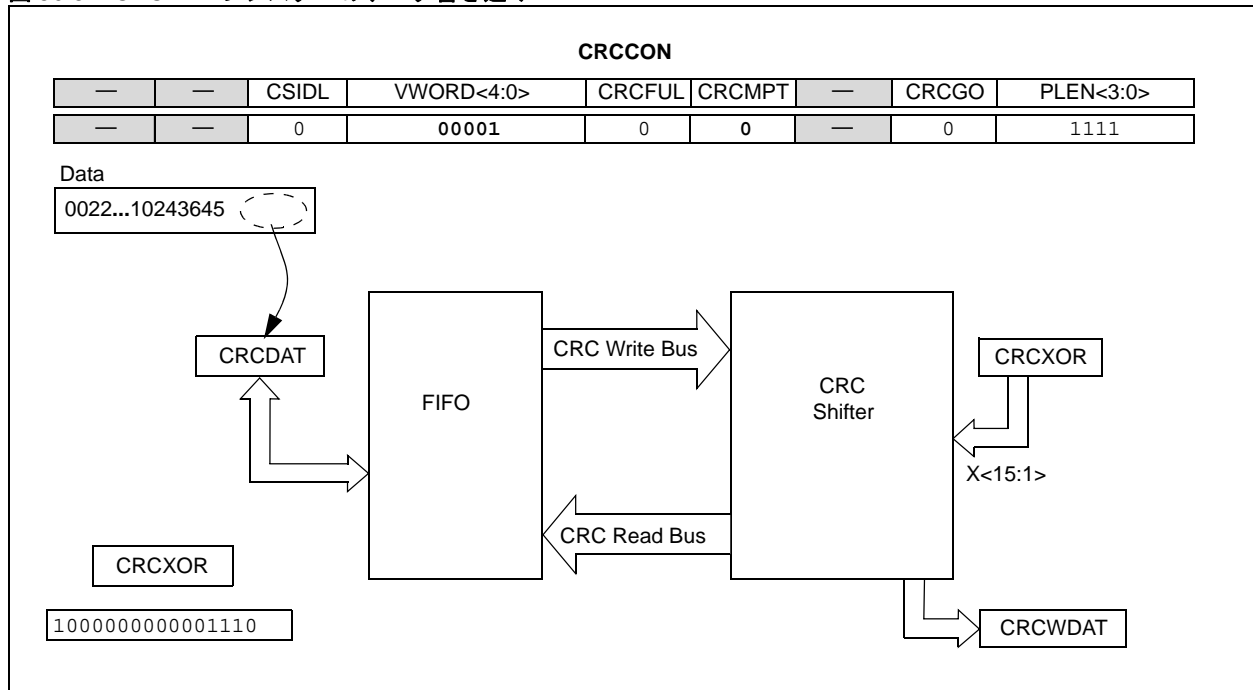 CRCCON
— — CSIDL VWORD<4:0> CRCFUL CRCMPT — CRCGO PLEN<3:0>
— — 0 00001 0 0 — 0 1111
Data
0022...10243645
CRCDAT
FIFO
CRC Write Bus
CRC
Shifter
CRCXOR
X<15:1>
CRC Read Bus
CRCXOR
1000000000001110
CRCWDAT